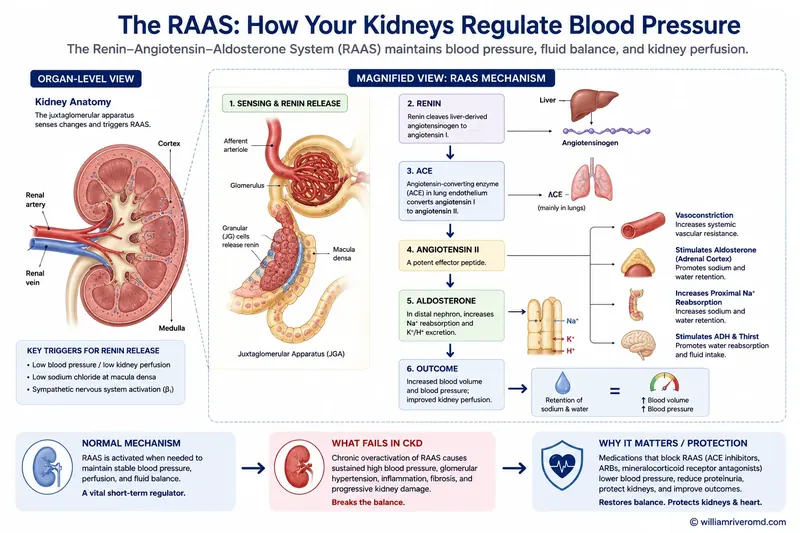 The RAAS: How Your Kidneys Regulate Blood Pressure
The Renin–Angiotensin–Aldosterone System (RAAS) maintains blood pressure, fluid balance, and kidney perfusion.
ORGAN-LEVEL VIEW
Kidney Anatomy
The juxtaglomerular apparatus
senses changes and triggers RAAS.
Cortex
Renal
artery
Renal
vein
Medulla
KEY TRIGGERS FOR RENIN RELEASE
• Low blood pressure / low kidney perfusion
• Low sodium chloride at macula densa
• Sympathetic nervous system activation (β₁)
MAGNIFIED VIEW: RAAS MECHANISM
1. SENSING & RENIN RELEASE
Afferent
arteriole
Glomerulus
Granular
(JG) cells
release renin
Macula
densa
Juxtaglomerular Apparatus (JGA)
2. RENIN
Renin cleaves liver-derived
angiotensinogen to
angiotensin I.
Liver
Angiotensinogen
3. ACE
Angiotensin-converting enzyme
(ACE) in lung endothelium
converts angiotensin I
to angiotensin II.
ACE
(mainly in lungs)
4. ANGIOTENSIN II
A potent effector peptide.
Vasoconstriction
Increases systemic
vascular resistance.
Stimulates Aldosterone
(Adrenal Cortex)
Promotes sodium and
water retention.
Increases Proximal Na⁺
Reabsorption
Increases sodium and
water retention.
Stimulates ADH & Thirst
Promotes water reabsorption
and fluid intake.
5. ALDOSTERONE
In distal nephron, increases
Na⁺ reabsorption and
K⁺/H⁺ excretion.
Na⁺
K⁺
H⁺
6. OUTCOME
Increased blood volume
and blood pressure;
improved kidney perfusion.
Retention of
sodium & water
=
↑ Blood volume
↑ Blood pressure
NORMAL MECHANISM
RAAS is activated when needed to
maintain stable blood pressure,
perfusion, and fluid balance.
A vital short-term regulator.
WHAT FAILS IN CKD
Chronic overactivation of RAAS causes
sustained high blood pressure, glomerular
hypertension, inflammation, fibrosis, and
progressive kidney damage.
Breaks the balance.
WHY IT MATTERS / PROTECTION
Medications that block RAAS (ACE inhibitors,
ARBs, mineralocorticoid receptor antagonists)
lower blood pressure, reduce proteinuria,
protect kidneys, and improve outcomes.
Restores balance. Protects kidneys & heart.
© williamriveromd.com